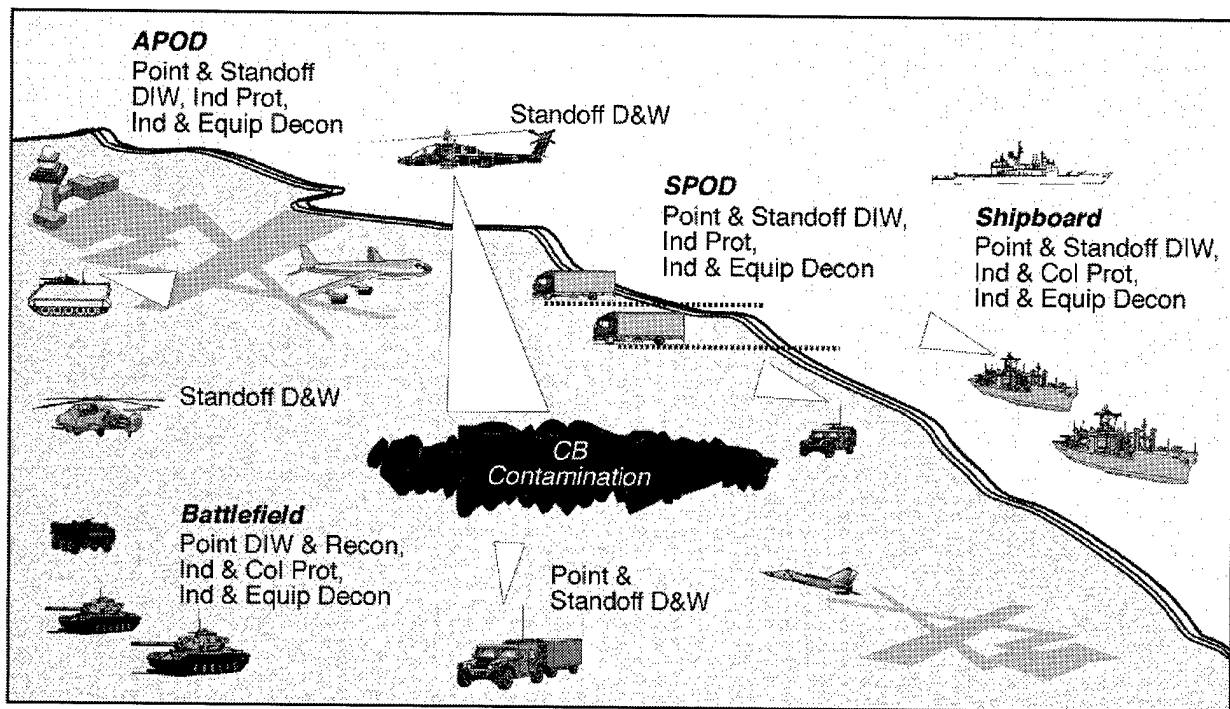 APOD
Point & Standoff
DIW, Ind Prot,
Ind & Equip Decon
Standoff D&W
SPOD
Point & Standoff DIW,
Ind Prot,
Ind & Equip Decon
Shipboard
Point & Standoff DIW,
Ind & Col Prot,
Ind & Equip Decon
Standoff D&W
CB
Contamination
Battlefield
Point DIW & Recon,
Ind & Col Prot,
Ind & Equip Decon
Point &
Standoff D&W